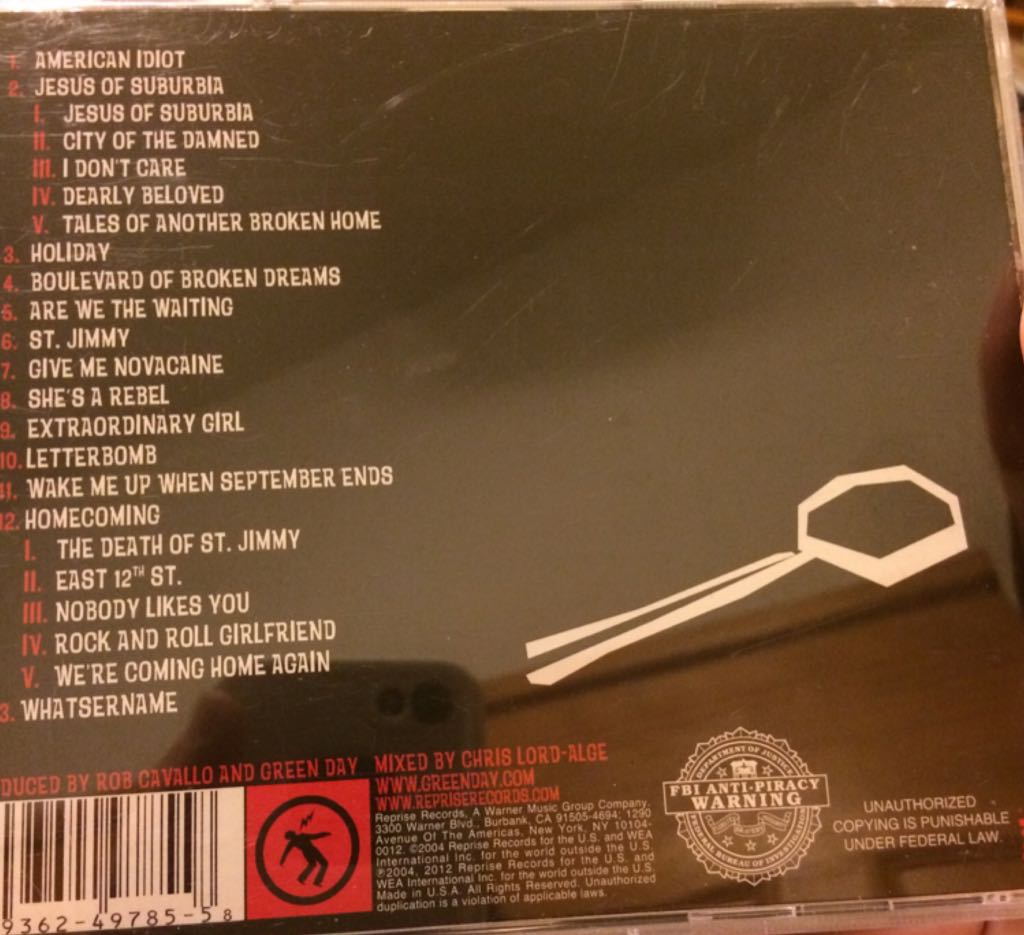 1. AMERICAN IDIOT
2. JESUS OF SUBURBIA
I. JESUS OF SUBURBIA
II. CITY OF THE DAMNED
III. I DON'T CARE
IV. DEARLY BELOVED
V. TALES OF ANOTHER BROKEN HOME
3. HOLIDAY
4. BOULEVARD OF BROKEN DREAMS
5. ARE WE THE WAITING
6. ST. JIMMY
7. GIVE ME NOVACAINE
8. SHE'S A REBEL
9. EXTRAORDINARY GIRL
10. LETTERBOMB
11. WAKE ME UP WHEN SEPTEMBER ENDS
12. HOMECOMING
I. THE DEATH OF ST. JIMMY
II. EAST 12TH ST.
III. NOBODY LIKES YOU
IV. ROCK AND ROLL GIRLFRIEND
V. WE'RE COMING HOME AGAIN
3. WHATSERNAME
DUCED BY ROB CAVALLO AND GREEN DAY MIXED BY CHRIS LORD-ALGE
WWW.GREENDAY.COM
WWW.REPRISERECORDS.COM
Reprise Records, A Warner Music Group Company,
3300 Warner Blvd., Burbank, CA 91505-4694; 1290
Avenue Of The Americas, New York, NY 10104-
0012. ©2004 Reprise Records for the U.S. and WEA
International Inc. for the world outside the U.S.
℗2004, 2012 Reprise Records for the U.S. and
WEA International Inc. for the world outside the U.S.
Made in U.S.A. All Rights Reserved. Unauthorized
duplication is a violation of applicable laws.
9362-49785-5 8
DEPARTMENT OF JUSTICE
FBI ANTI-PIRACY
WARNING
FEDERAL BUREAU OF INVESTIGATION
UNAUTHORIZED
COPYING IS PUNISHABLE
UNDER FEDERAL LAW.